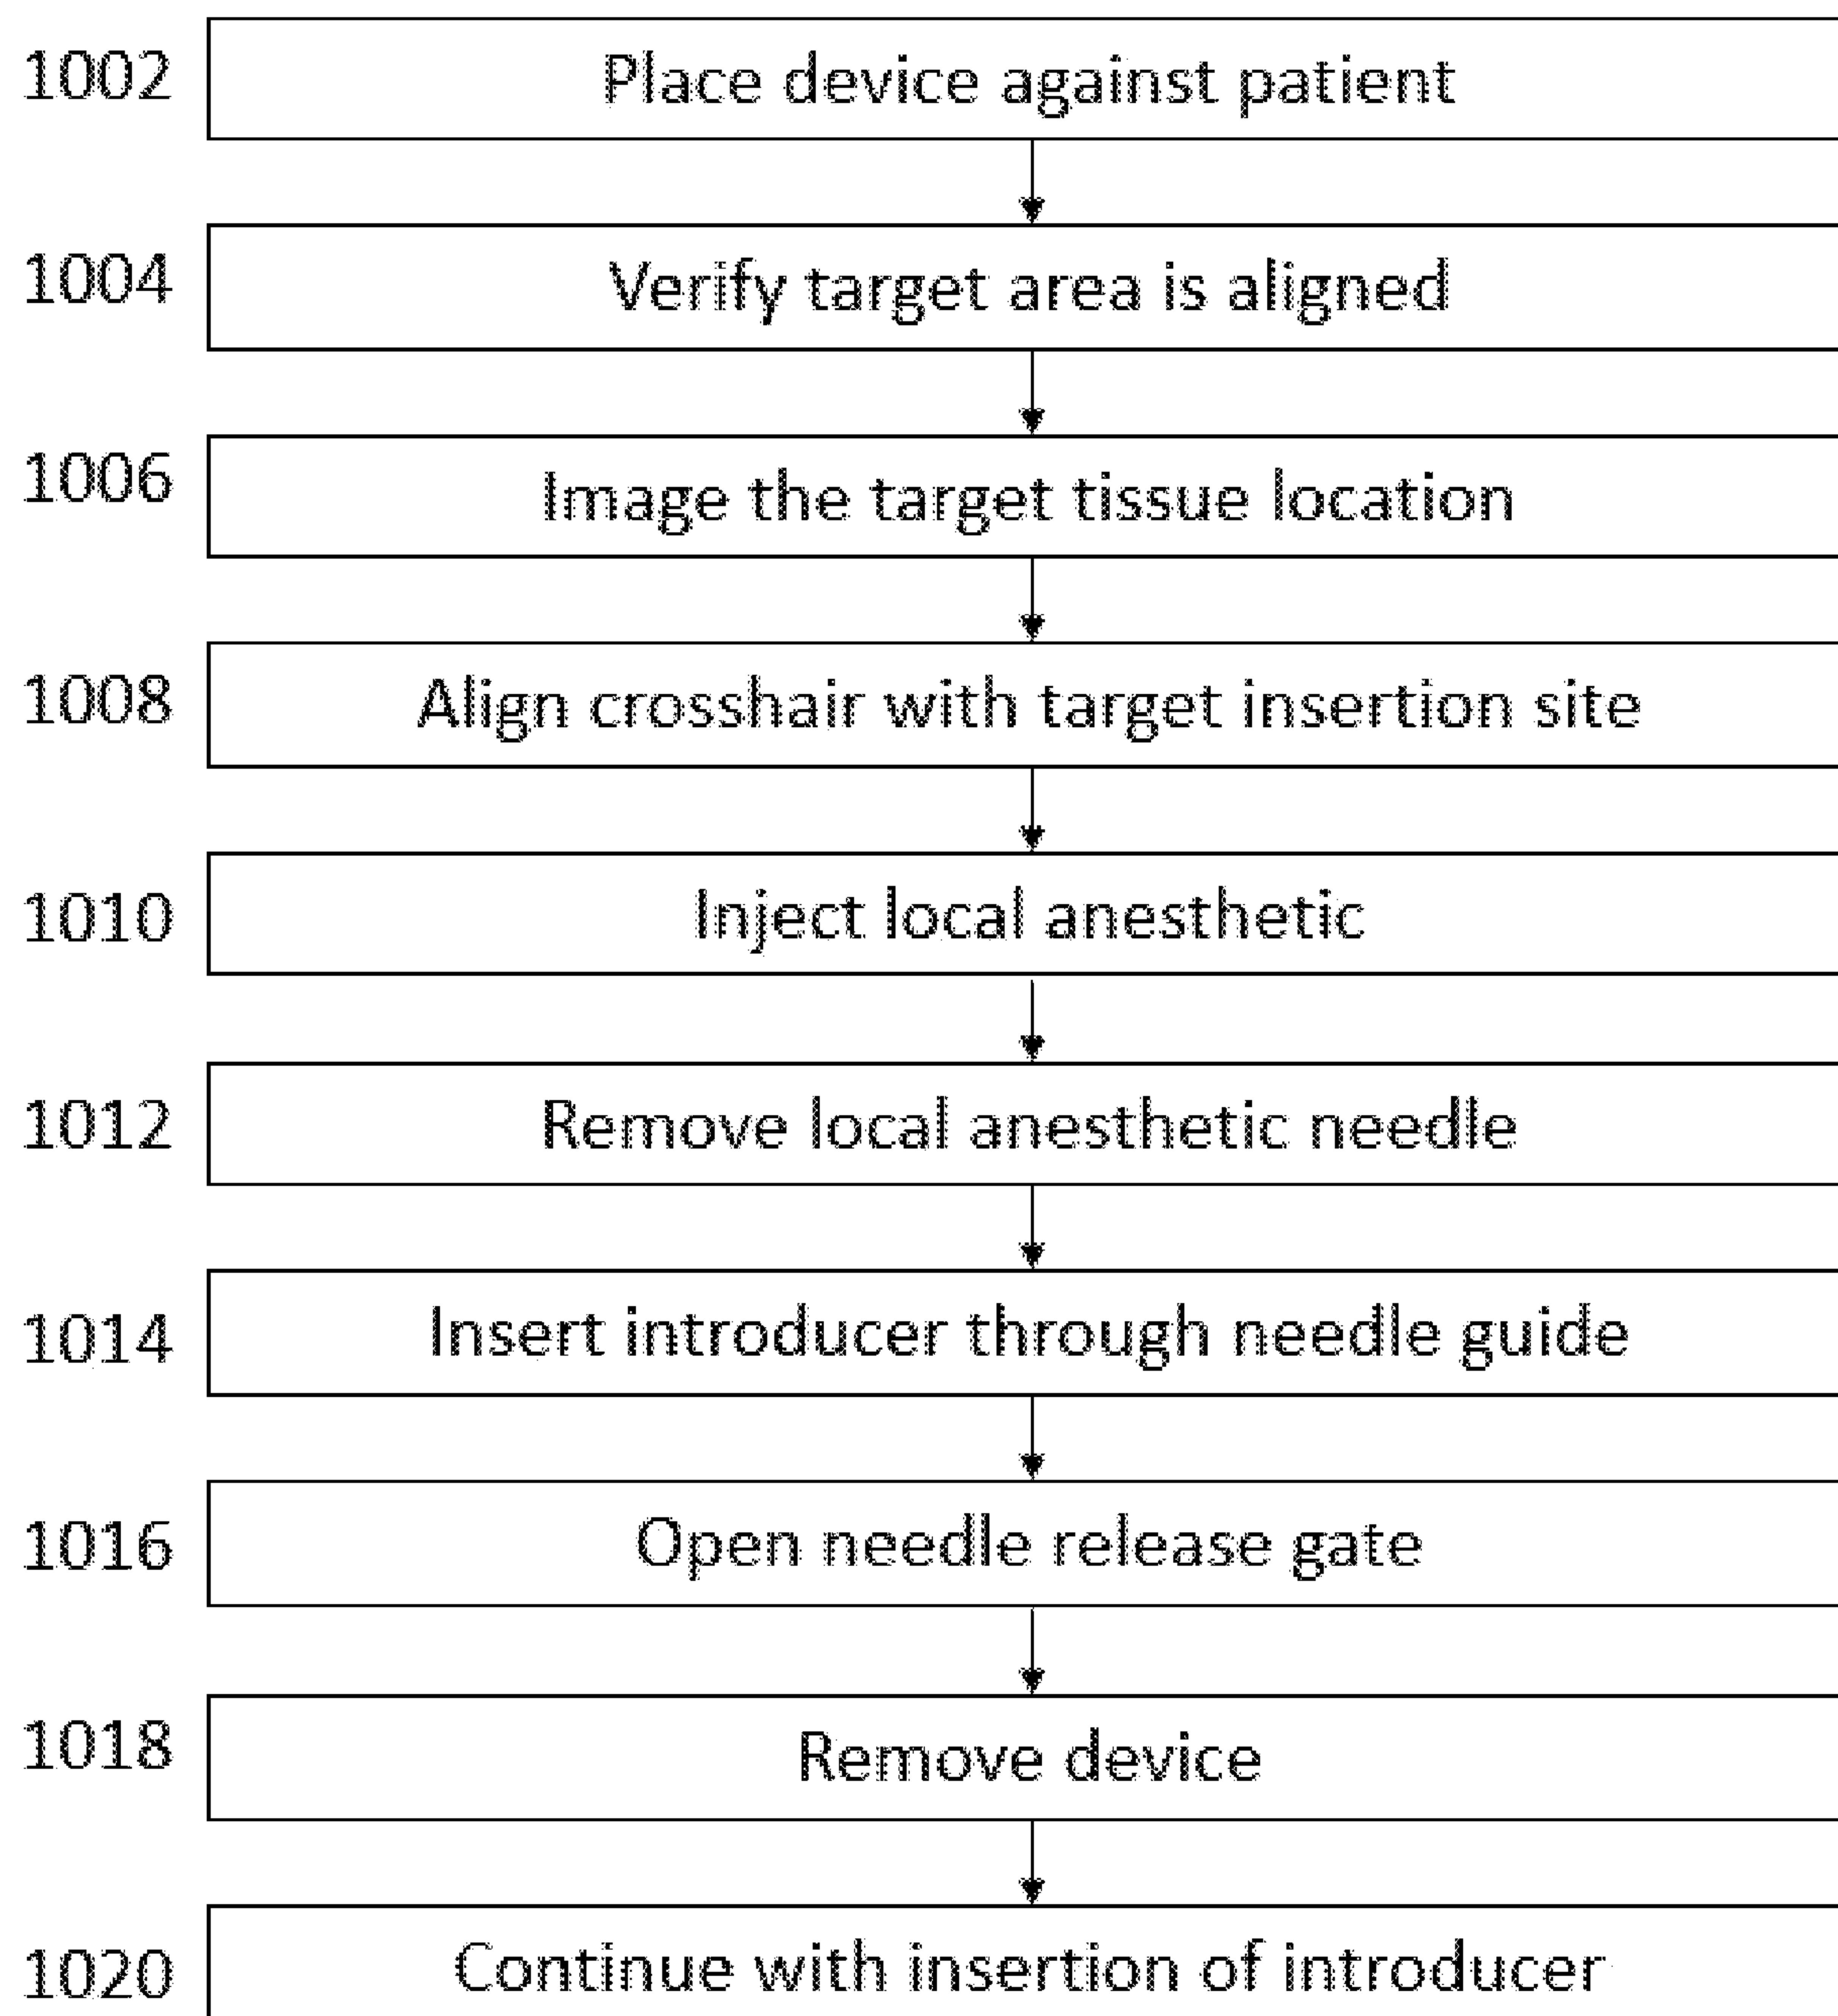 1002 Place device against patient
1004 Verify target area is aligned
1006 Image the target tissue location
1008 Align crosshair with target insertion site
1010 Inject local anesthetic
1012 Remove local anesthetic needle
1014 Insert introducer through needle guide
1016 Open needle release gate
1018 Remove device
1020 Continue with insertion of introducer